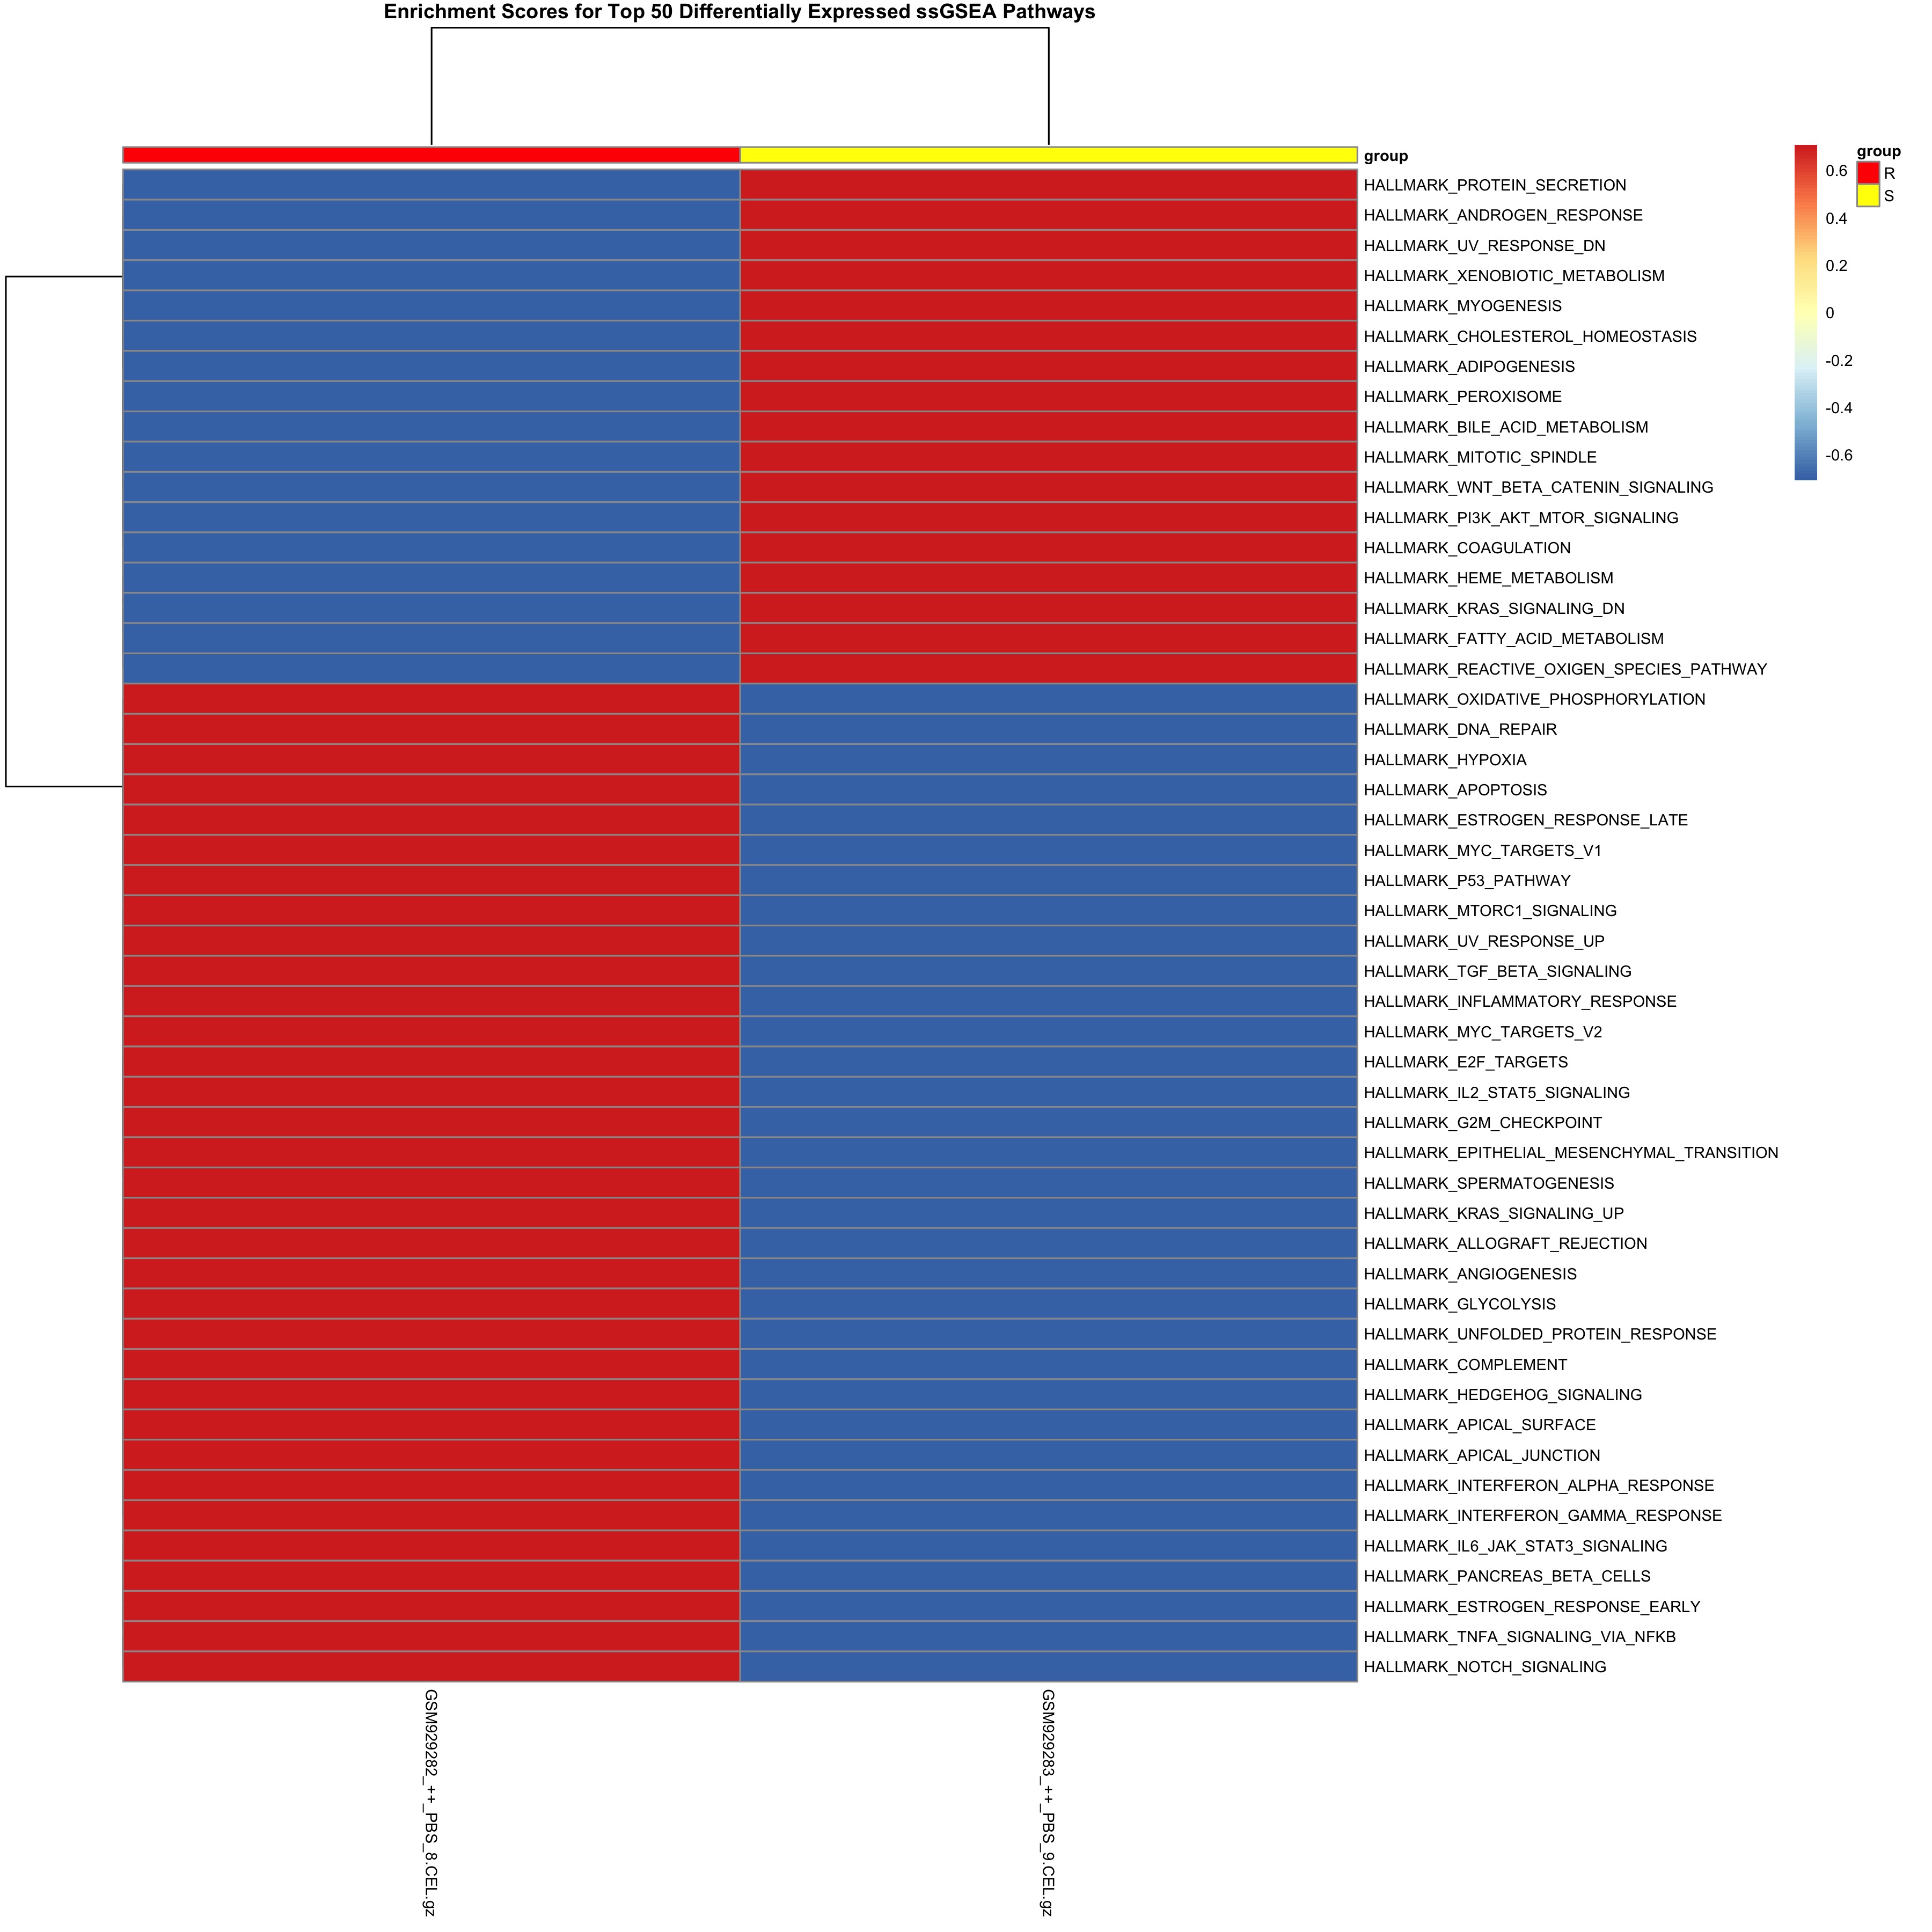 Enrichment Scores for Top 50 Differentially Expressed ssGSEA Pathways
group
HALLMARK_PROTEIN_SECRETION
HALLMARK_ANDROGEN_RESPONSE
HALLMARK_UV_RESPONSE_DN
HALLMARK_XENOBIOTIC_METABOLISM
HALLMARK_MYOGENESIS
HALLMARK_CHOLESTEROL_HOMEOSTASIS
HALLMARK_ADIPOGENESIS
HALLMARK_PEROXISOME
HALLMARK_BILE_ACID_METABOLISM
HALLMARK_MITOTIC_SPINDLE
HALLMARK_WNT_BETA_CATENIN_SIGNALING
HALLMARK_PI3K_AKT_MTOR_SIGNALING
HALLMARK_COAGULATION
HALLMARK_HEME_METABOLISM
HALLMARK_KRAS_SIGNALING_DN
HALLMARK_FATTY_ACID_METABOLISM
HALLMARK_REACTIVE_OXIGEN_SPECIES_PATHWAY
HALLMARK_OXIDATIVE_PHOSPHORYLATION
HALLMARK_DNA_REPAIR
HALLMARK_HYPOXIA
HALLMARK_APOPTOSIS
HALLMARK_ESTROGEN_RESPONSE_LATE
HALLMARK_MYC_TARGETS_V1
HALLMARK_P53_PATHWAY
HALLMARK_MTORC1_SIGNALING
HALLMARK_UV_RESPONSE_UP
HALLMARK_TGF_BETA_SIGNALING
HALLMARK_INFLAMMATORY_RESPONSE
HALLMARK_MYC_TARGETS_V2
HALLMARK_E2F_TARGETS
HALLMARK_IL2_STAT5_SIGNALING
HALLMARK_G2M_CHECKPOINT
HALLMARK_EPITHELIAL_MESENCHYMAL_TRANSITION
HALLMARK_SPERMATOGENESIS
HALLMARK_KRAS_SIGNALING_UP
HALLMARK_ALLOGRAFT_REJECTION
HALLMARK_ANGIOGENESIS
HALLMARK_GLYCOLYSIS
HALLMARK_UNFOLDED_PROTEIN_RESPONSE
HALLMARK_COMPLEMENT
HALLMARK_HEDGEHOG_SIGNALING
HALLMARK_APICAL_SURFACE
HALLMARK_APICAL_JUNCTION
HALLMARK_INTERFERON_ALPHA_RESPONSE
HALLMARK_INTERFERON_GAMMA_RESPONSE
HALLMARK_IL6_JAK_STAT3_SIGNALING
HALLMARK_PANCREAS_BETA_CELLS
HALLMARK_ESTROGEN_RESPONSE_EARLY
HALLMARK_TNFA_SIGNALING_VIA_NFKB
HALLMARK_NOTCH_SIGNALING
0.6
0.4
0.2
0
-0.2
-0.4
-0.6
group
R
S
GSM929282_++_PBS_8.CEL.gz
GSM929283_++_PBS_9.CEL.gz